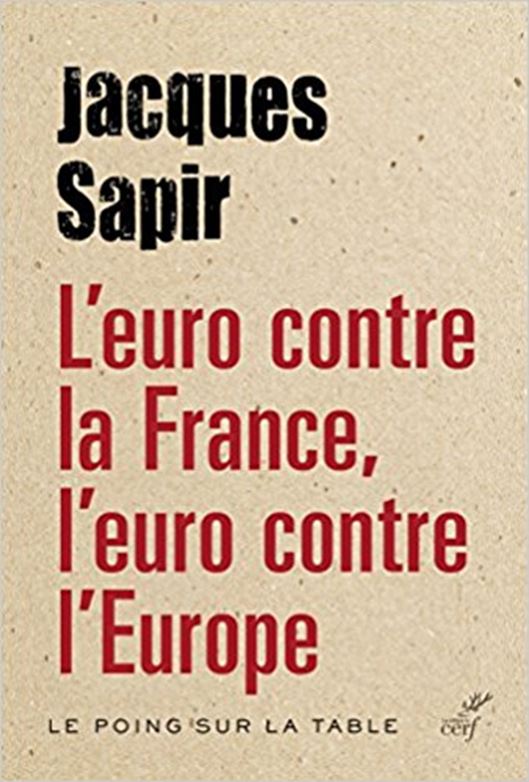 Jacques
Sapir
L'euro contre
la France,
l'euro contre
l'Europe
LE POING SUR LA TABLE
cerf